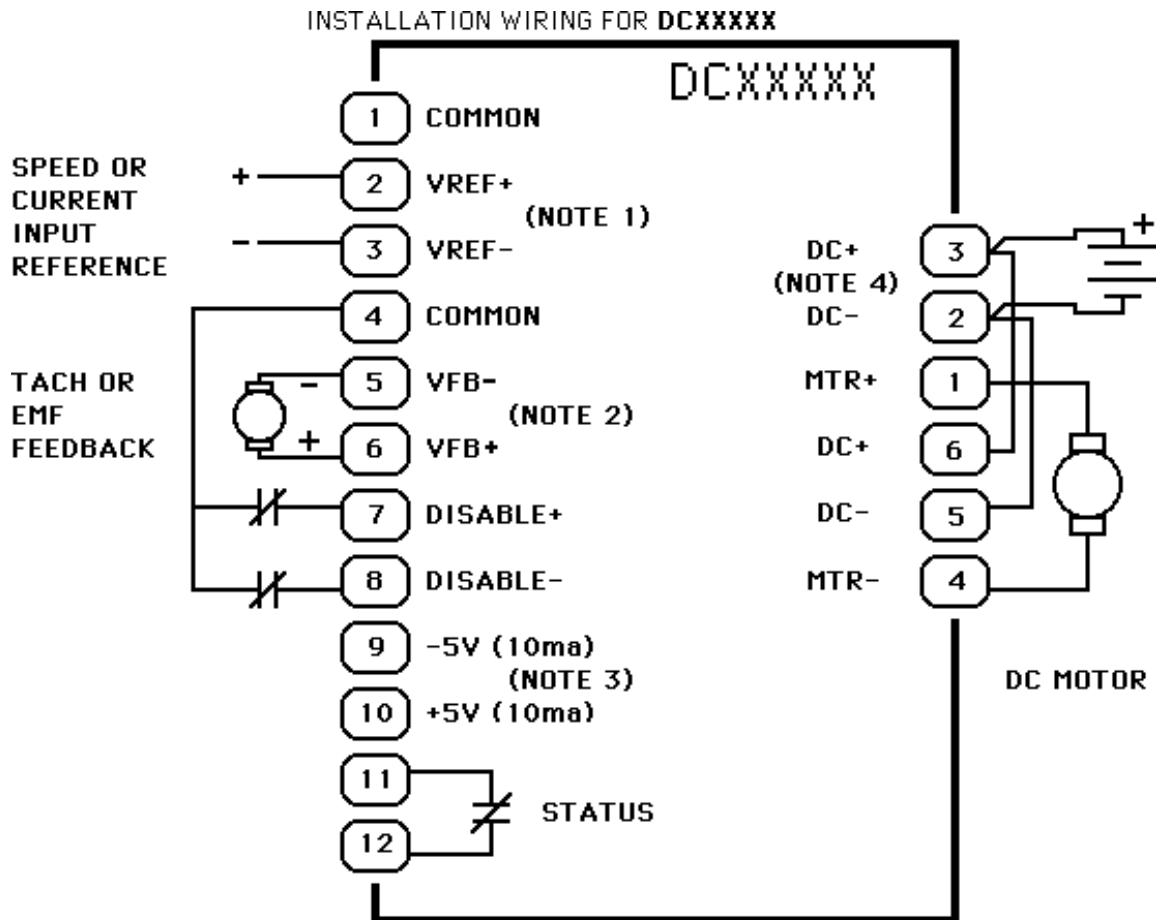 INSTALLATION WIRING FOR DCXXXXX
DCXXXXX
1 COMMON
SPEED OR
CURRENT
INPUT
REFERENCE
+ 2 VREF+
(NOTE 1)
- 3 VREF-
4 COMMON
TACH OR
EMF
FEEDBACK
- 5 VFB-
(NOTE 2)
+ 6 VFB+
7 DISABLE+
8 DISABLE-
9 -5V (10ma)
(NOTE 3)
10 +5V (10ma)
11
STATUS
12
DC+ 3 +
(NOTE 4)
DC- 2
MTR+ 1
DC+ 6
DC- 5
MTR- 4
DC MOTOR